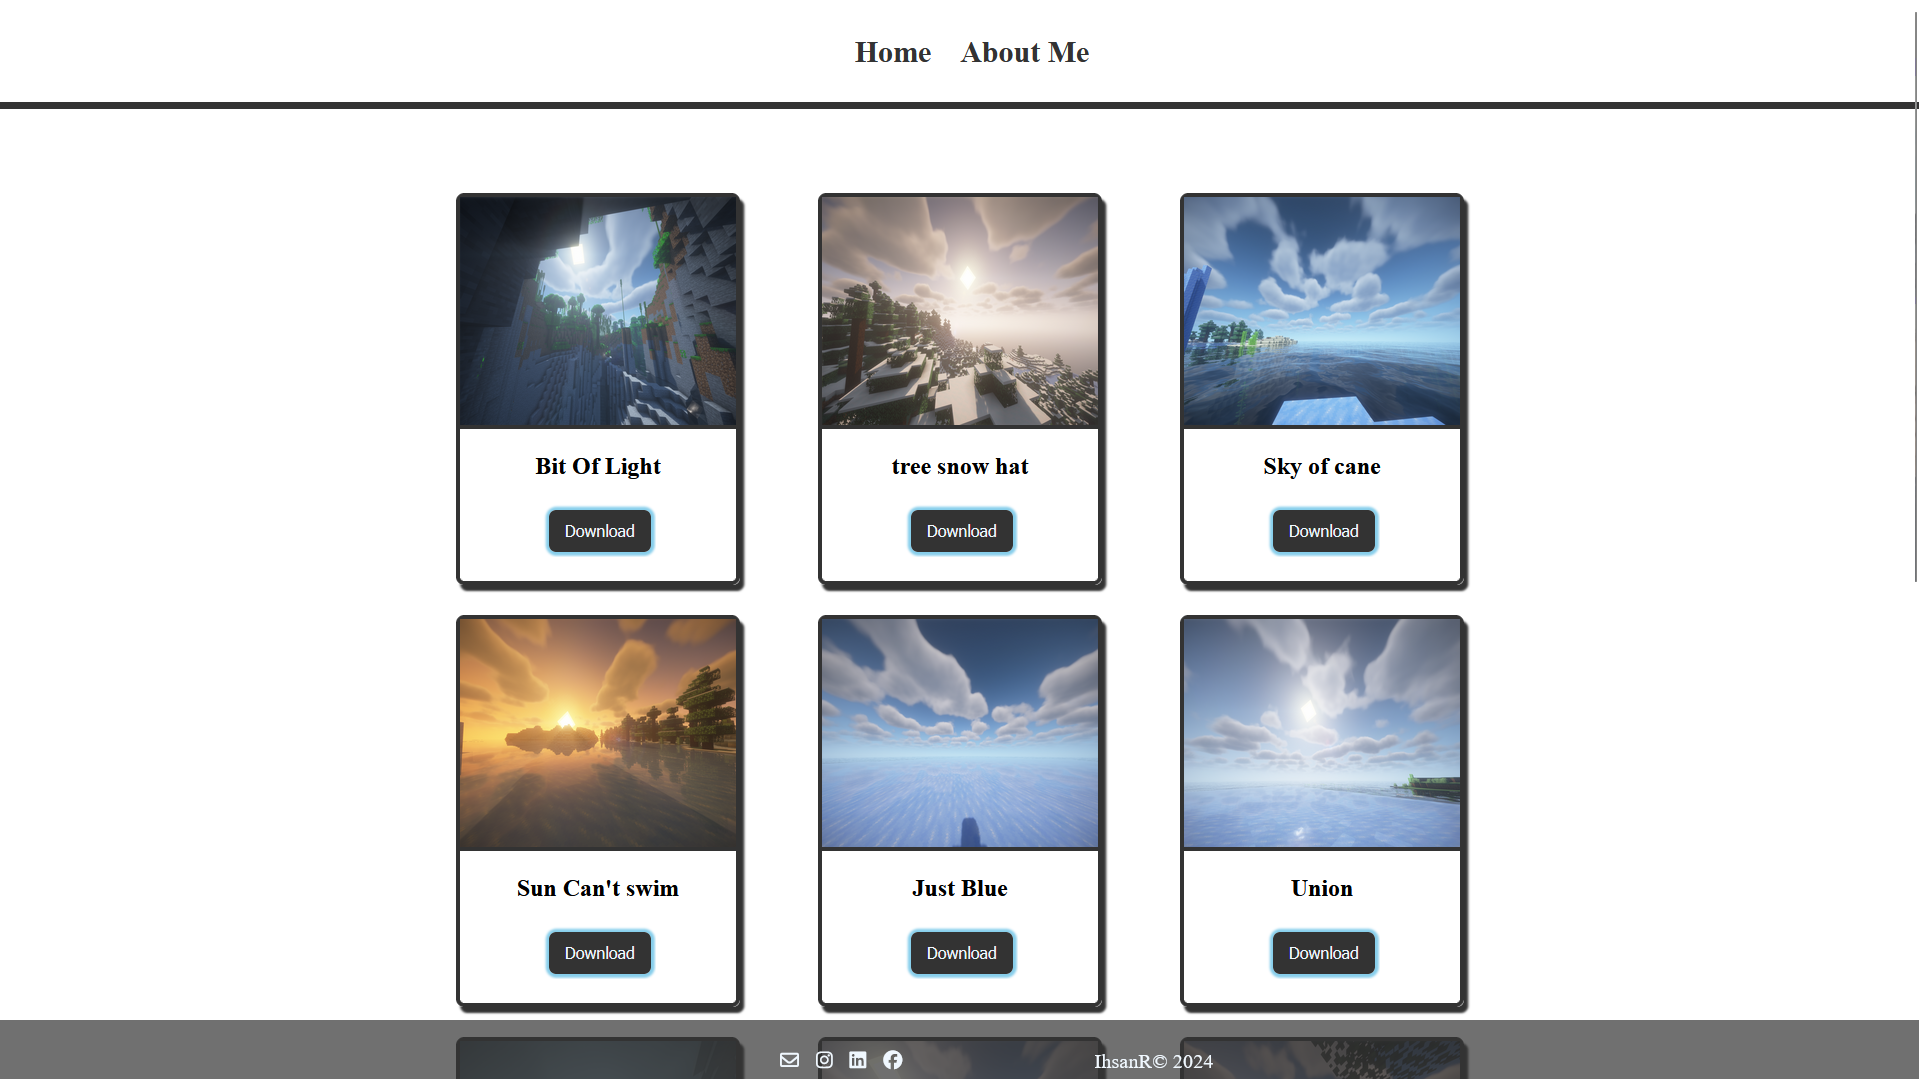 Home About Me
Bit Of Light
tree snow hat
Sky of cane
Download
Download
Download
Sun Can't swim
Just Blue
Union
Download
Download
Download
IhsanR© 2024